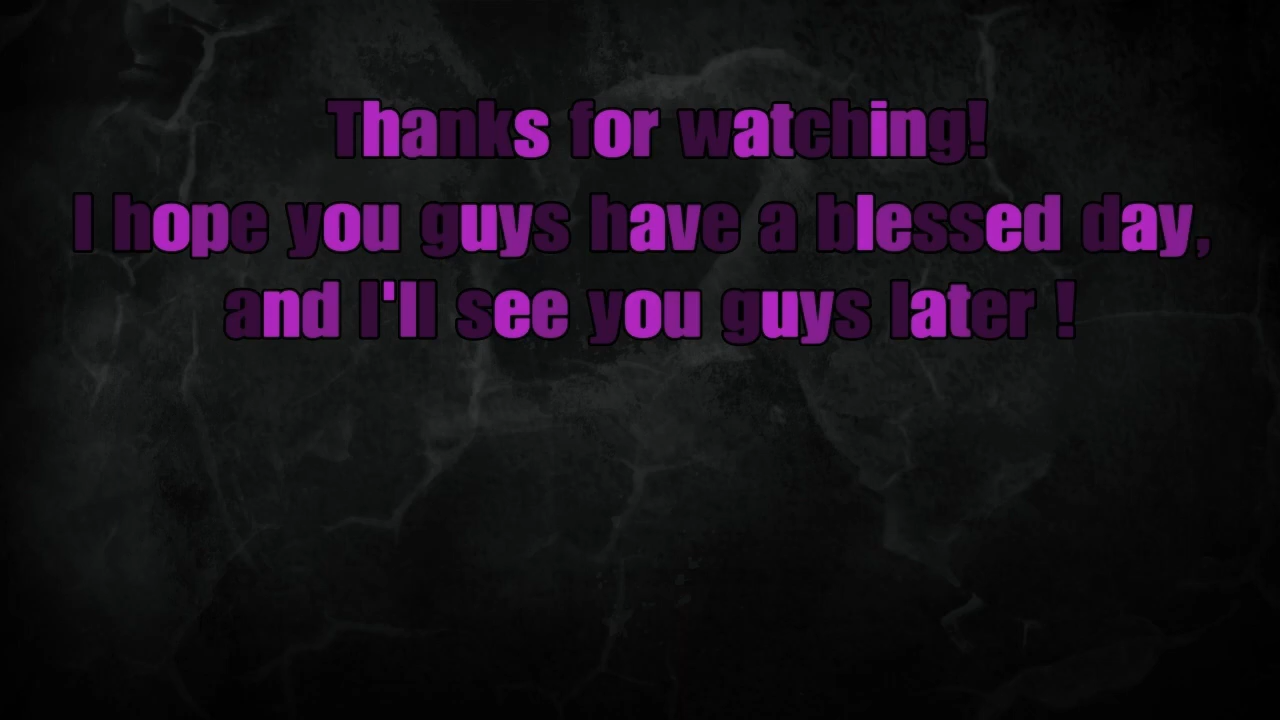 Thanks for watching!
I hope you guys have a blessed day,
and I'll see you guys later !